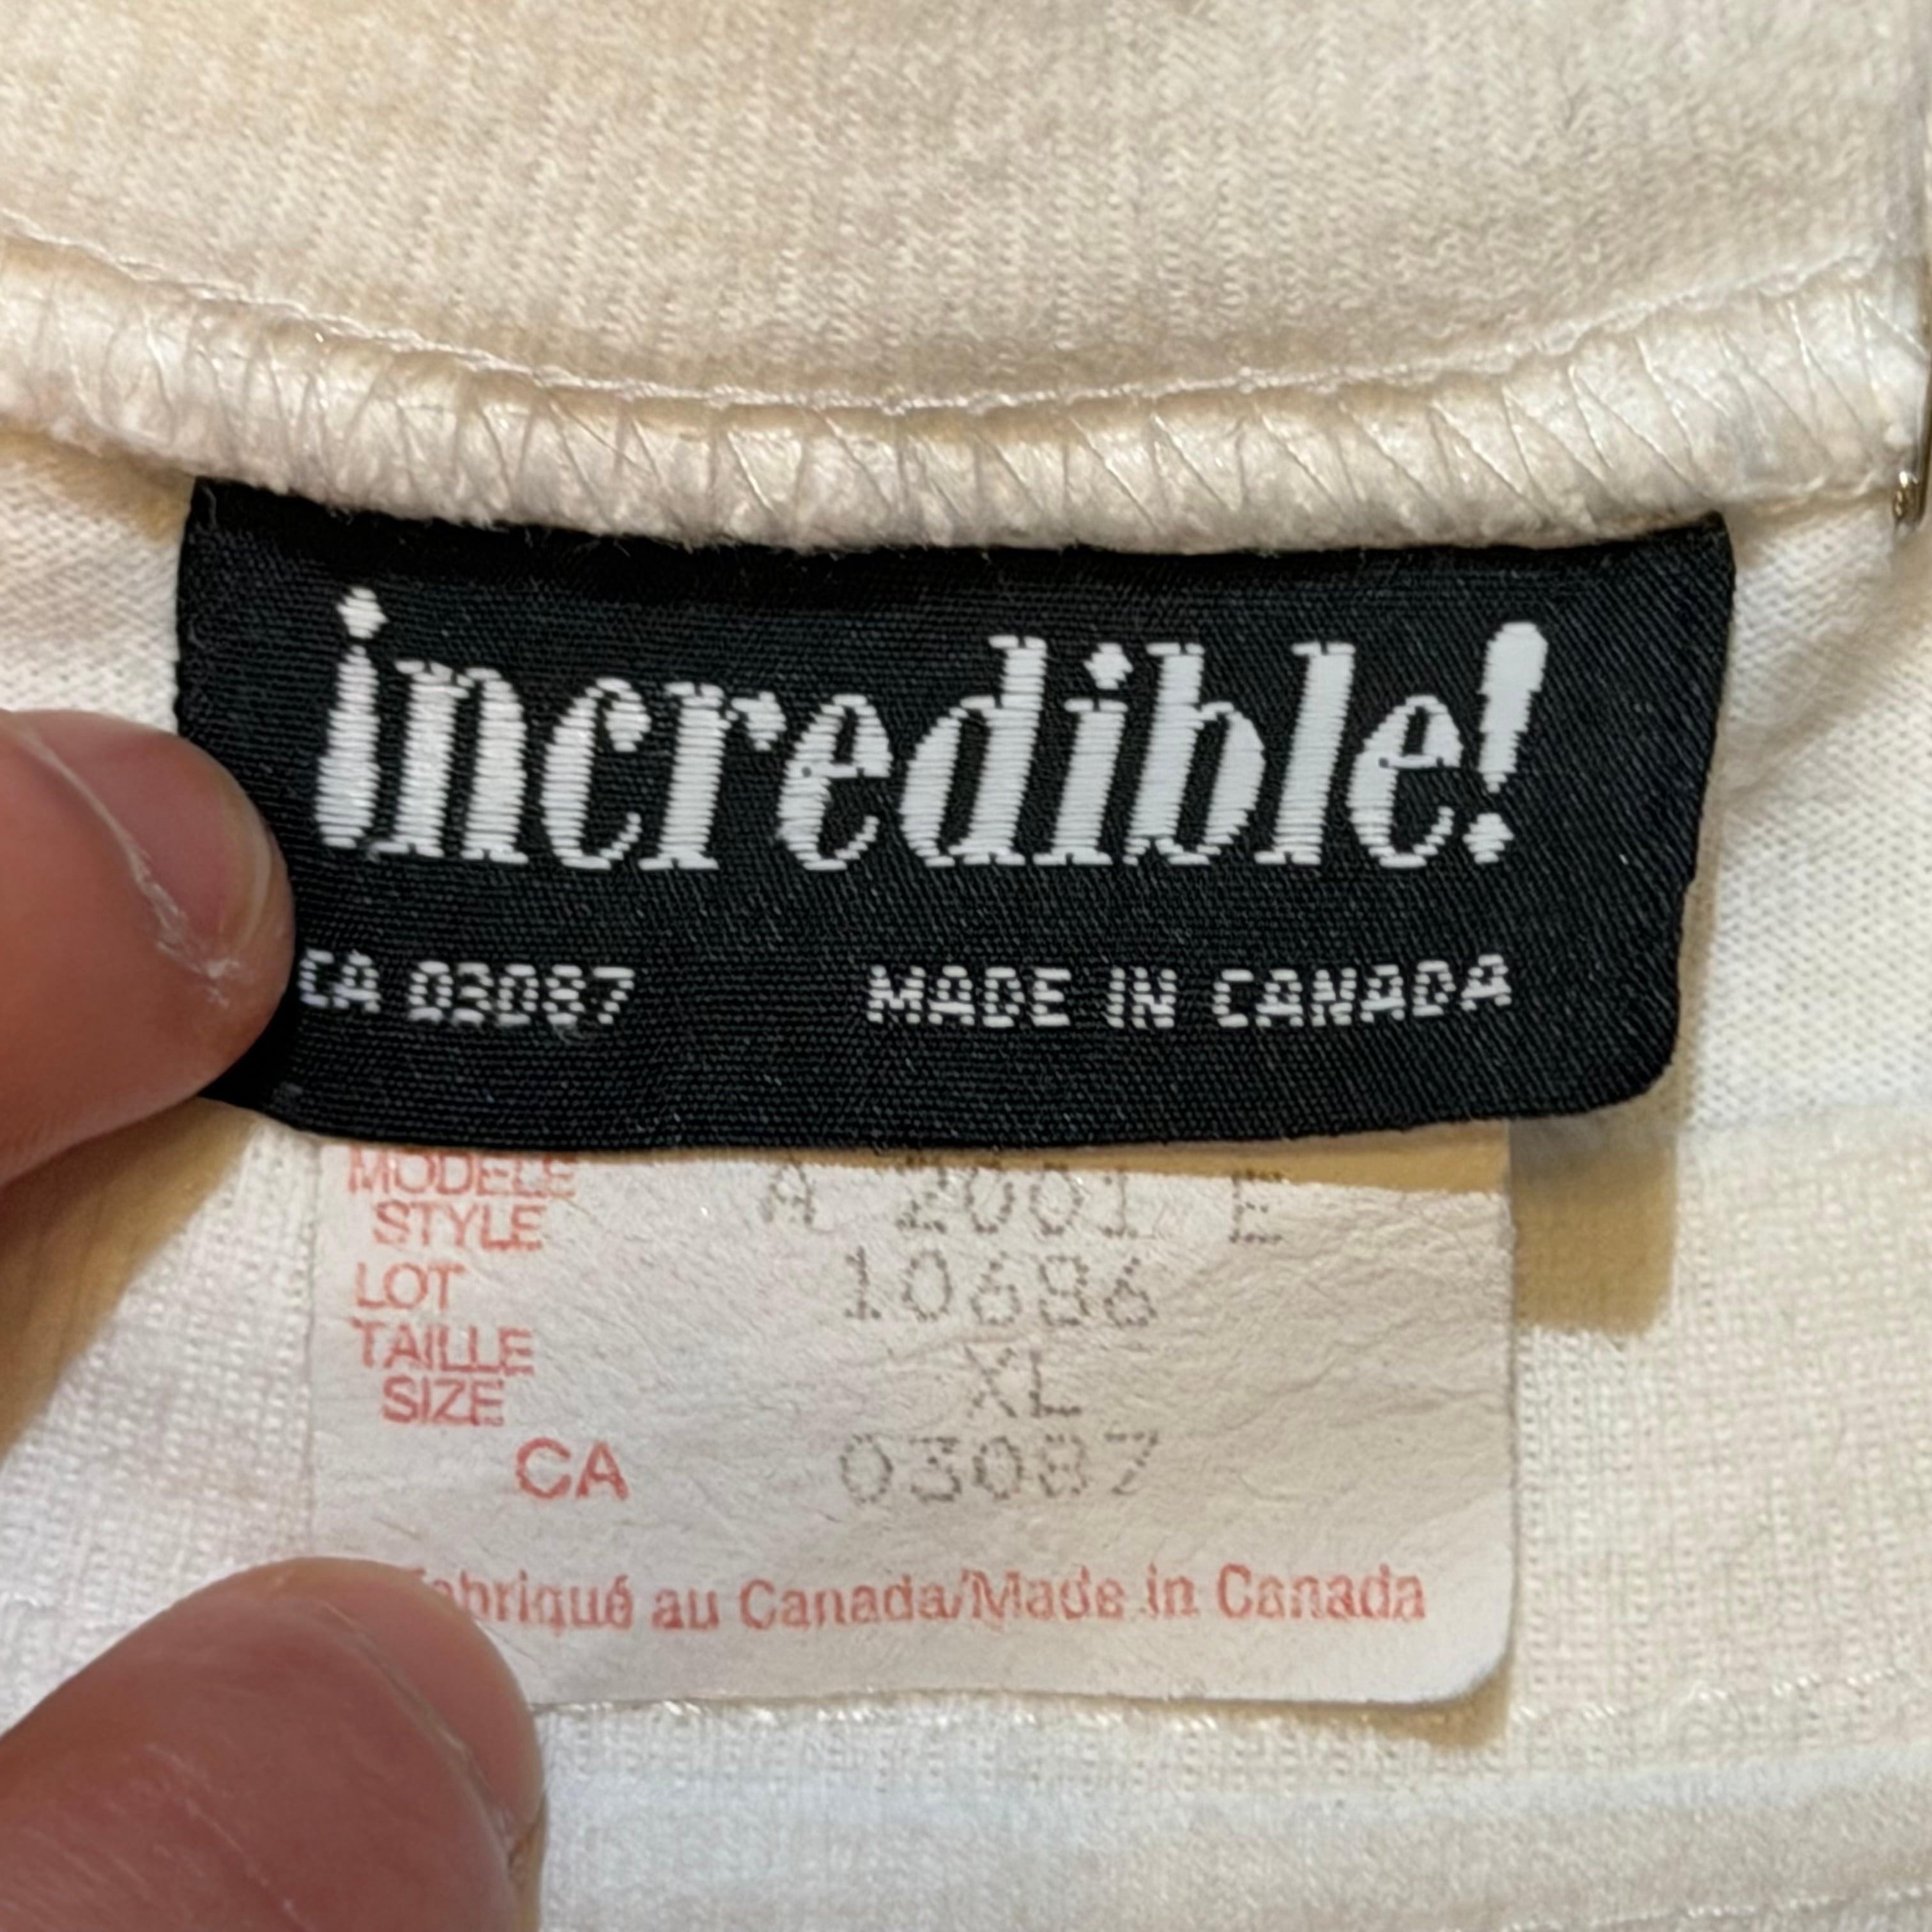 incredible!
CA 03087 MADE IN CANADA
MODELE A 2001 E
STYLE
LOT 10686
TAILLE XL
SIZE
CA 03087
abriqué au Canada/Made in Canada